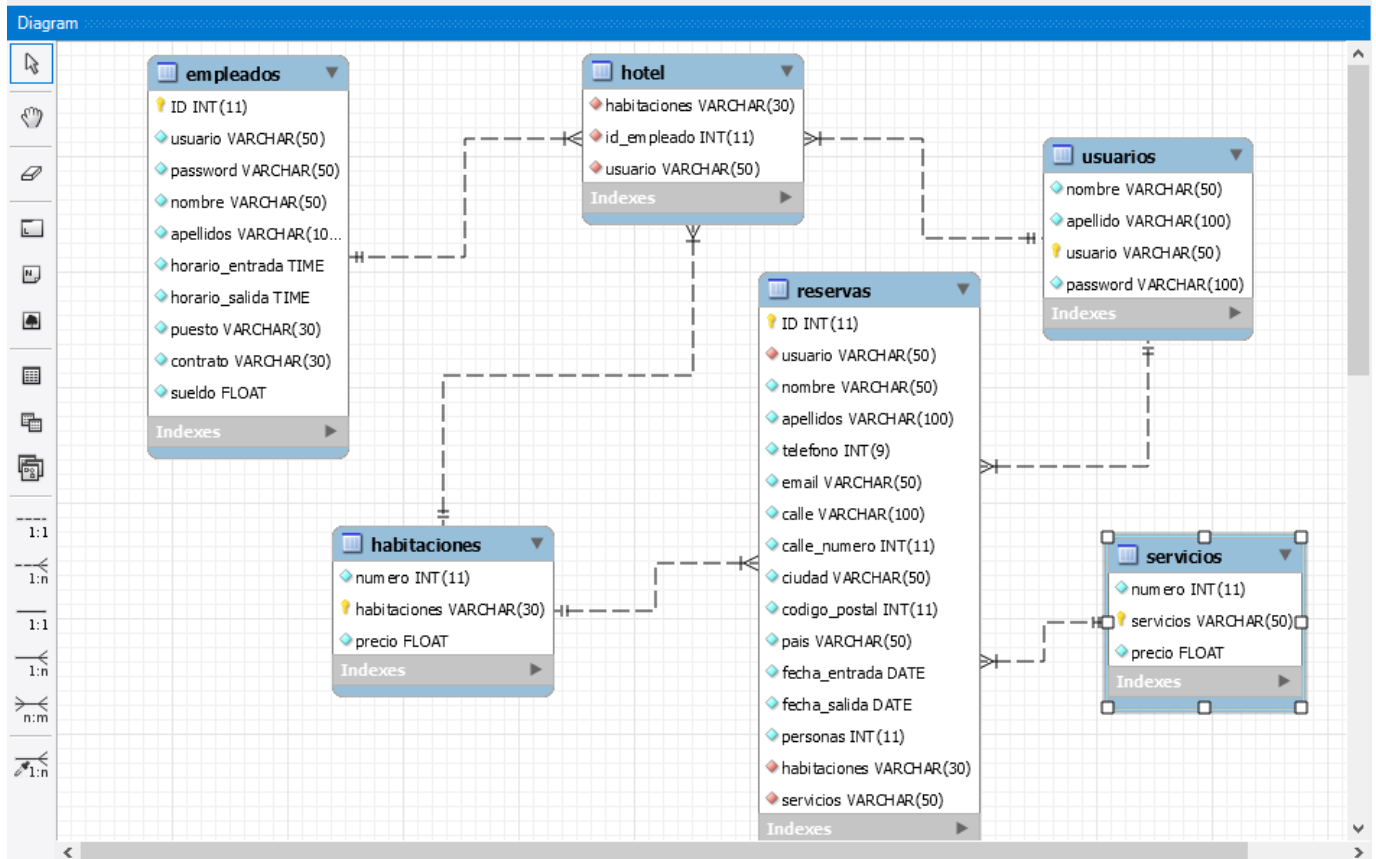 Diagram
empleados
ID INT(11)
usuario VARCHAR(50)
password VARCHAR(50)
nombre VARCHAR(50)
apellidos VARCHAR(10...
horario_entrada TIME
horario_salida TIME
puesto VARCHAR(30)
contrato VARCHAR(30)
sueldo FLOAT
Indexes
hotel
habitaciones VARCHAR(30)
id_empleado INT(11)
usuario VARCHAR(50)
Indexes
usuarios
nombre VARCHAR(50)
apellido VARCHAR(100)
usuario VARCHAR(50)
password VARCHAR(100)
Indexes
reservas
ID INT(11)
usuario VARCHAR(50)
nombre VARCHAR(50)
apellidos VARCHAR(100)
telefono INT(9)
email VARCHAR(50)
calle VARCHAR(100)
calle_numero INT(11)
ciudad VARCHAR(50)
codigo_postal INT(11)
pais VARCHAR(50)
fecha_entrada DATE
fecha_salida DATE
personas INT(11)
habitaciones VARCHAR(30)
servicios VARCHAR(50)
Indexes
habitaciones
numero INT(11)
habitaciones VARCHAR(30)
precio FLOAT
Indexes
servicios
numero INT(11)
servicios VARCHAR(50)
precio FLOAT
Indexes
1:1
1:n
1:1
1:n
n:m
1:n